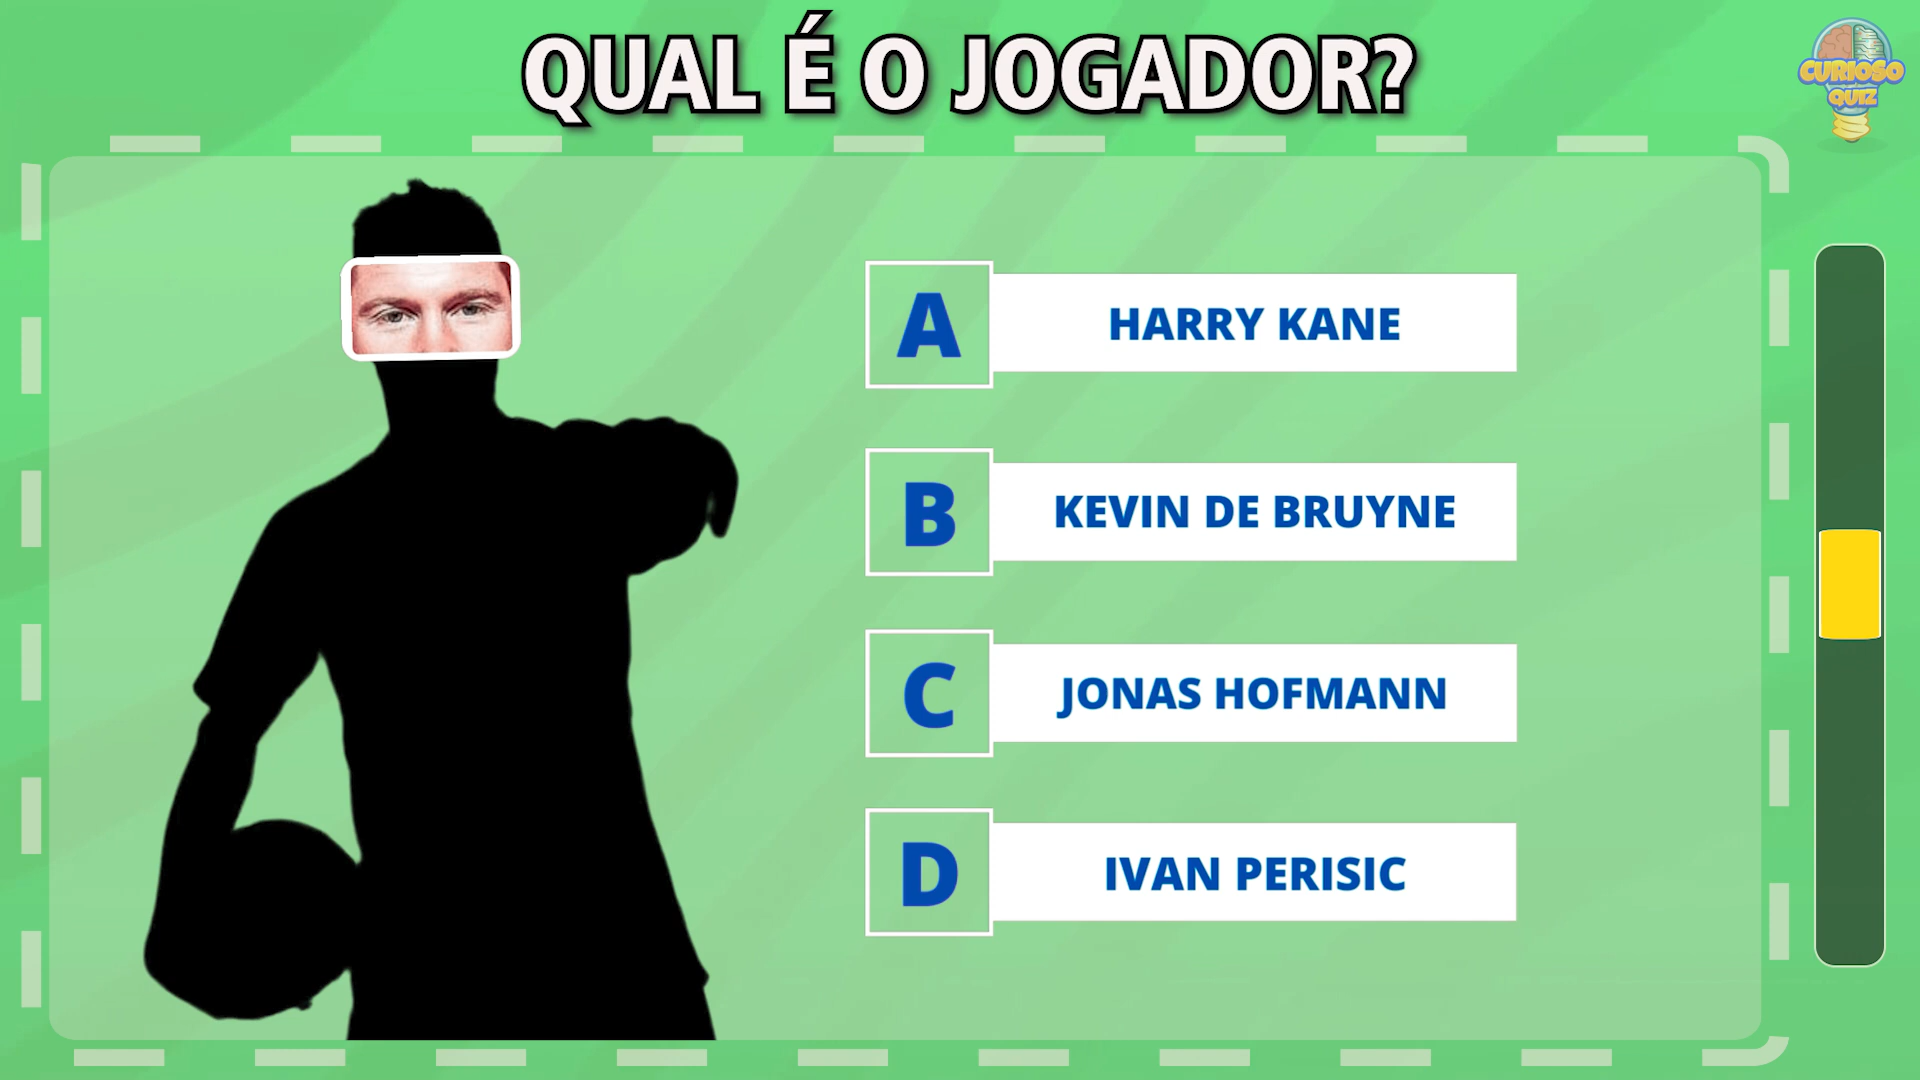 QUAL É O JOGADOR?
CURIOSO
QUIZ
A HARRY KANE
B KEVIN DE BRUYNE
C JONAS HOFMANN
D IVAN PERISIC